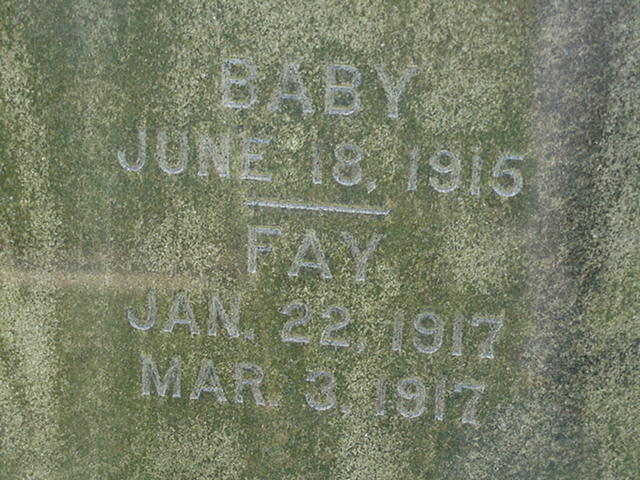 BABY
JUNE 18, 1915
FAY
JAN. 22, 1917
MAR. 3, 1917